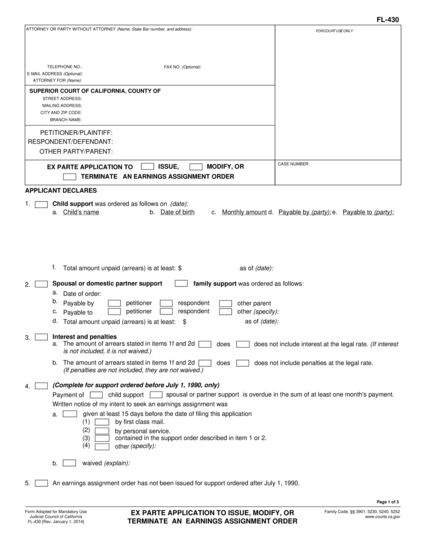 FL-430
ATTORNEY OR PARTY WITHOUT ATTORNEY (Name, State Bar number, and address):
FOR COURT USE ONLY
TELEPHONE NO.: FAX NO. (Optional):
E-MAIL ADDRESS (Optional):
ATTORNEY FOR (Name):
SUPERIOR COURT OF CALIFORNIA, COUNTY OF
STREET ADDRESS:
MAILING ADDRESS:
CITY AND ZIP CODE:
BRANCH NAME:
PETITIONER/PLAINTIFF:
RESPONDENT/DEFENDANT:
OTHER PARTY/PARENT:
EX PARTE APPLICATION TO ISSUE, MODIFY, OR
TERMINATE AN EARNINGS ASSIGNMENT ORDER
CASE NUMBER:
APPLICANT DECLARES
1. Child support was ordered as follows on (date):
a. Child's name b. Date of birth c. Monthly amount d. Payable by (party): e. Payable to (party):
f. Total amount unpaid (arrears) is at least: $ as of (date):
2. Spousal or domestic partner support family support was ordered as follows:
a. Date of order:
b. Payable by petitioner respondent other parent
c. Payable to petitioner respondent other (specify):
d. Total amount unpaid (arrears) is at least: $ as of (date):
3. Interest and penalties
a. The amount of arrears stated in items 1f and 2d does does not include interest at the legal rate. (If interest
is not included, it is not waived.)
b. The amount of arrears stated in items 1f and 2d does does not include penalties at the legal rate.
(If penalties are not included, they are not waived.)
4. (Complete for support ordered before July 1, 1990, only)
Payment of child support spousal or partner support is overdue in the sum of at least one month's payment.
Written notice of my intent to seek an earnings assignment was
a. given at least 15 days before the date of filing this application
(1) by first class mail.
(2) by personal service.
(3) contained in the support order described in item 1 or 2.
(4) other (specify):
b. waived (explain):
5. An earnings assignment order has not been issued for support ordered after July 1, 1990.
Page 1 of 3
Form Adopted for Mandatory Use
Judicial Council of California
FL-430 [Rev. January 1, 2014]
EX PARTE APPLICATION TO ISSUE, MODIFY, OR
TERMINATE AN EARNINGS ASSIGNMENT ORDER
Family Code, §§ 3901, 5230, 5240, 5252
www.courts.ca.gov